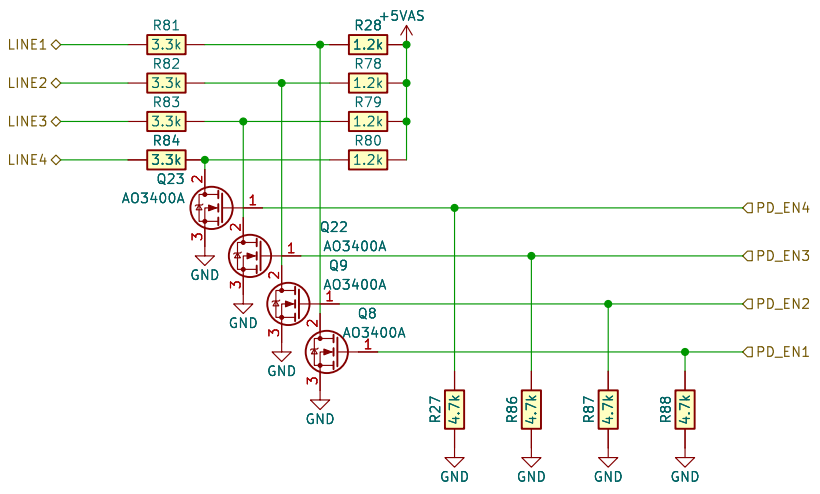 R81 R28 +5VAS
LINE1 3.3k 1.2k
R82 R78
LINE2 3.3k 1.2k
R83 R79
LINE3 3.3k 1.2k
R84 R80
LINE4 3.3k 1.2k
Q23 2
AO3400A 1 PD_EN4
3 2 Q22
GND AO3400A
1 PD_EN3
3 2 Q9
GND AO3400A
1 PD_EN2
3 2 Q8
GND AO3400A
1 PD_EN1
3
GND
R27 4.7k R86 4.7k R87 4.7k R88 4.7k
GND GND GND GND